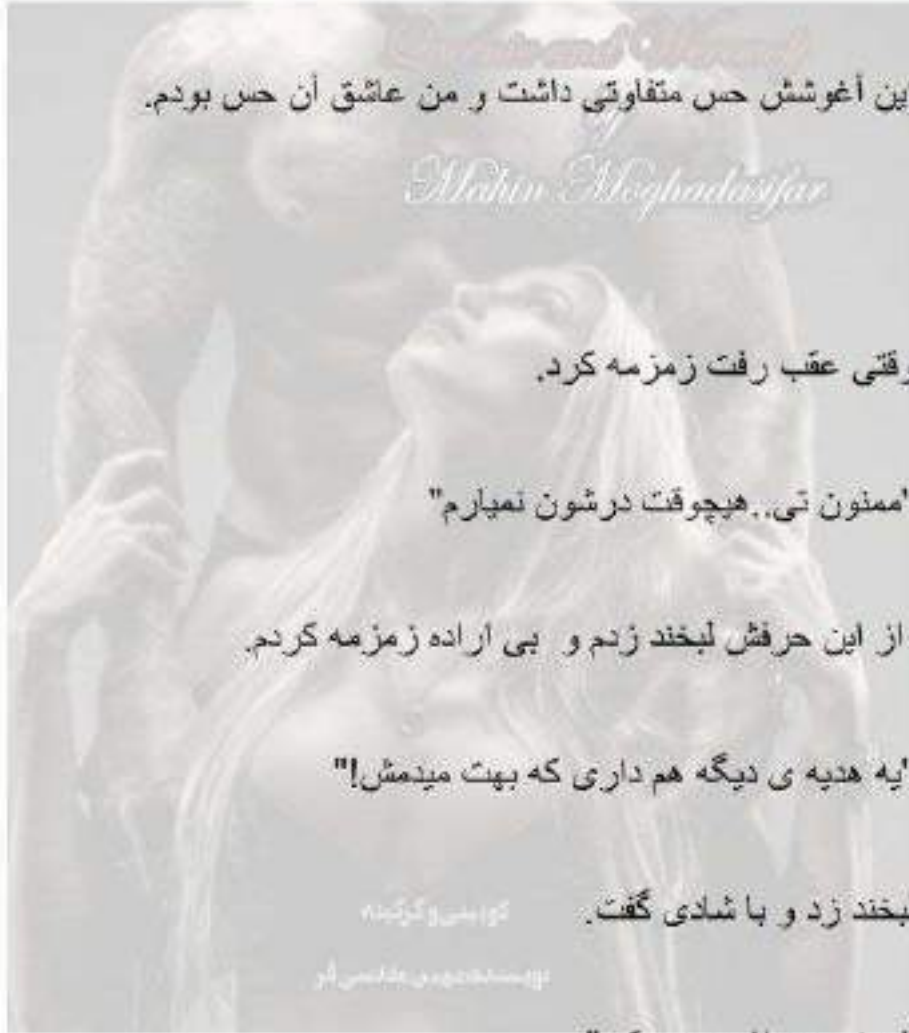 این آغوشش حس متفاوتی داشت و من عاشق آن حس بودم.
Mahin Moghadasifar
وقتی عقب رفت زمزمه کرد.
"ممنون تی..هیچوقت درشون نمیارم"
از این حرفش لبخند زدم و بی اراده زمزمه کردم.
"یه هدیه ی دیگه هم داری که بهت میدمش!"
لبخند زد و با شادی گفت.